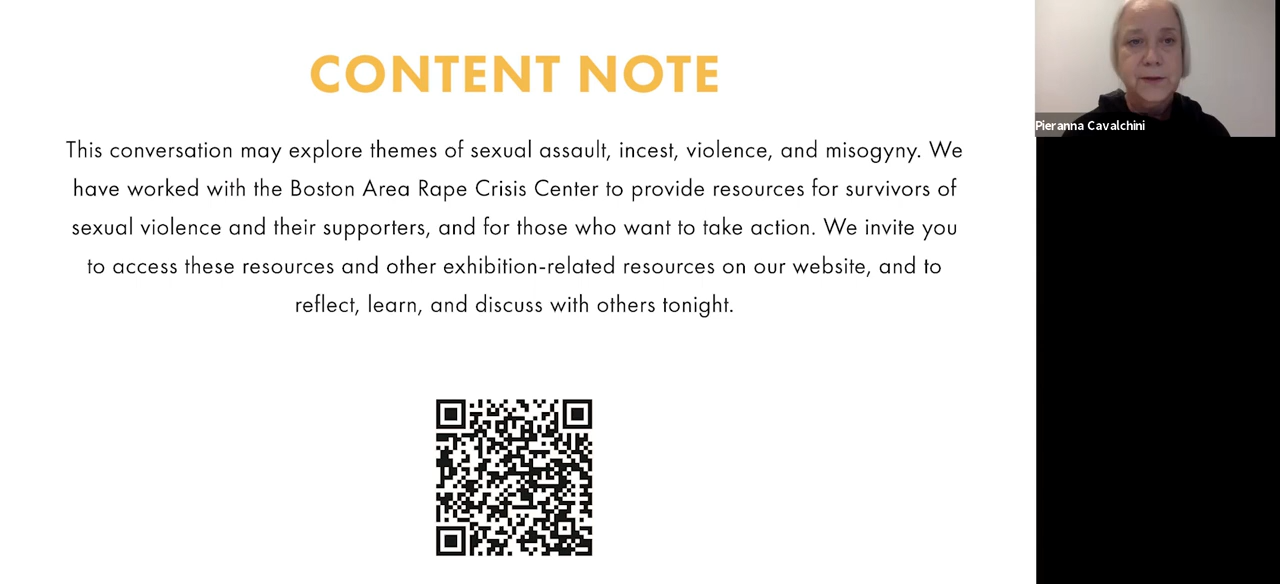 CONTENT NOTE
This conversation may explore themes of sexual assault, incest, violence, and misogyny. We
have worked with the Boston Area Rape Crisis Center to provide resources for survivors of
sexual violence and their supporters, and for those who want to take action. We invite you
to access these resources and other exhibition-related resources on our website, and to
reflect, learn, and discuss with others tonight.
Pieranna Cavalchini